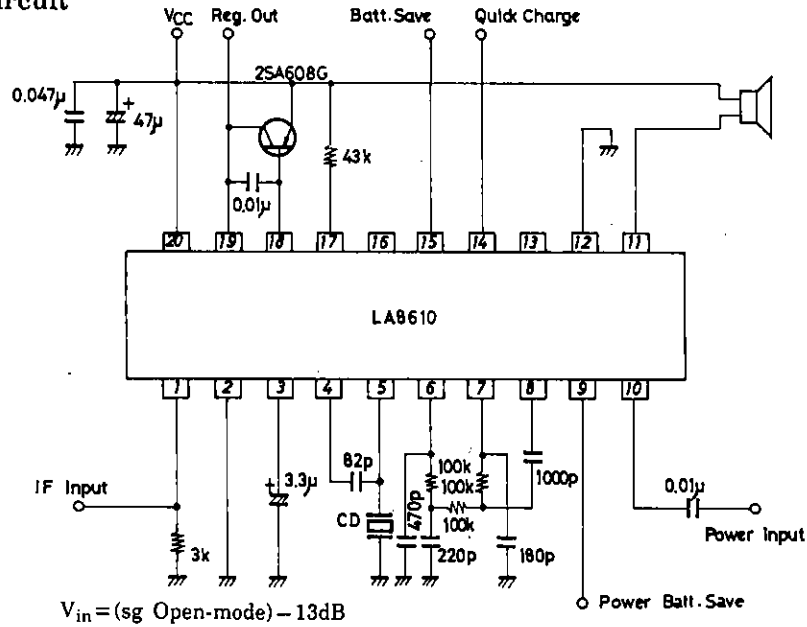 ircuit
VCC Reg. Out Batt. Save Quick Charge
2SA608G
0.047μ
+
47μ
43k
0.01μ
20 19 18 17 16 15 14 13 12 11
LA8610
1 2 3 4 5 6 7 8 9 10
82p
100k
1000p
IF Input
+
3.3μ
100k
0.01μ
CD
470p
100k
Power input
3k
220p
180p
Power Batt. Save
Vin=(sg Open-mode)−13dB